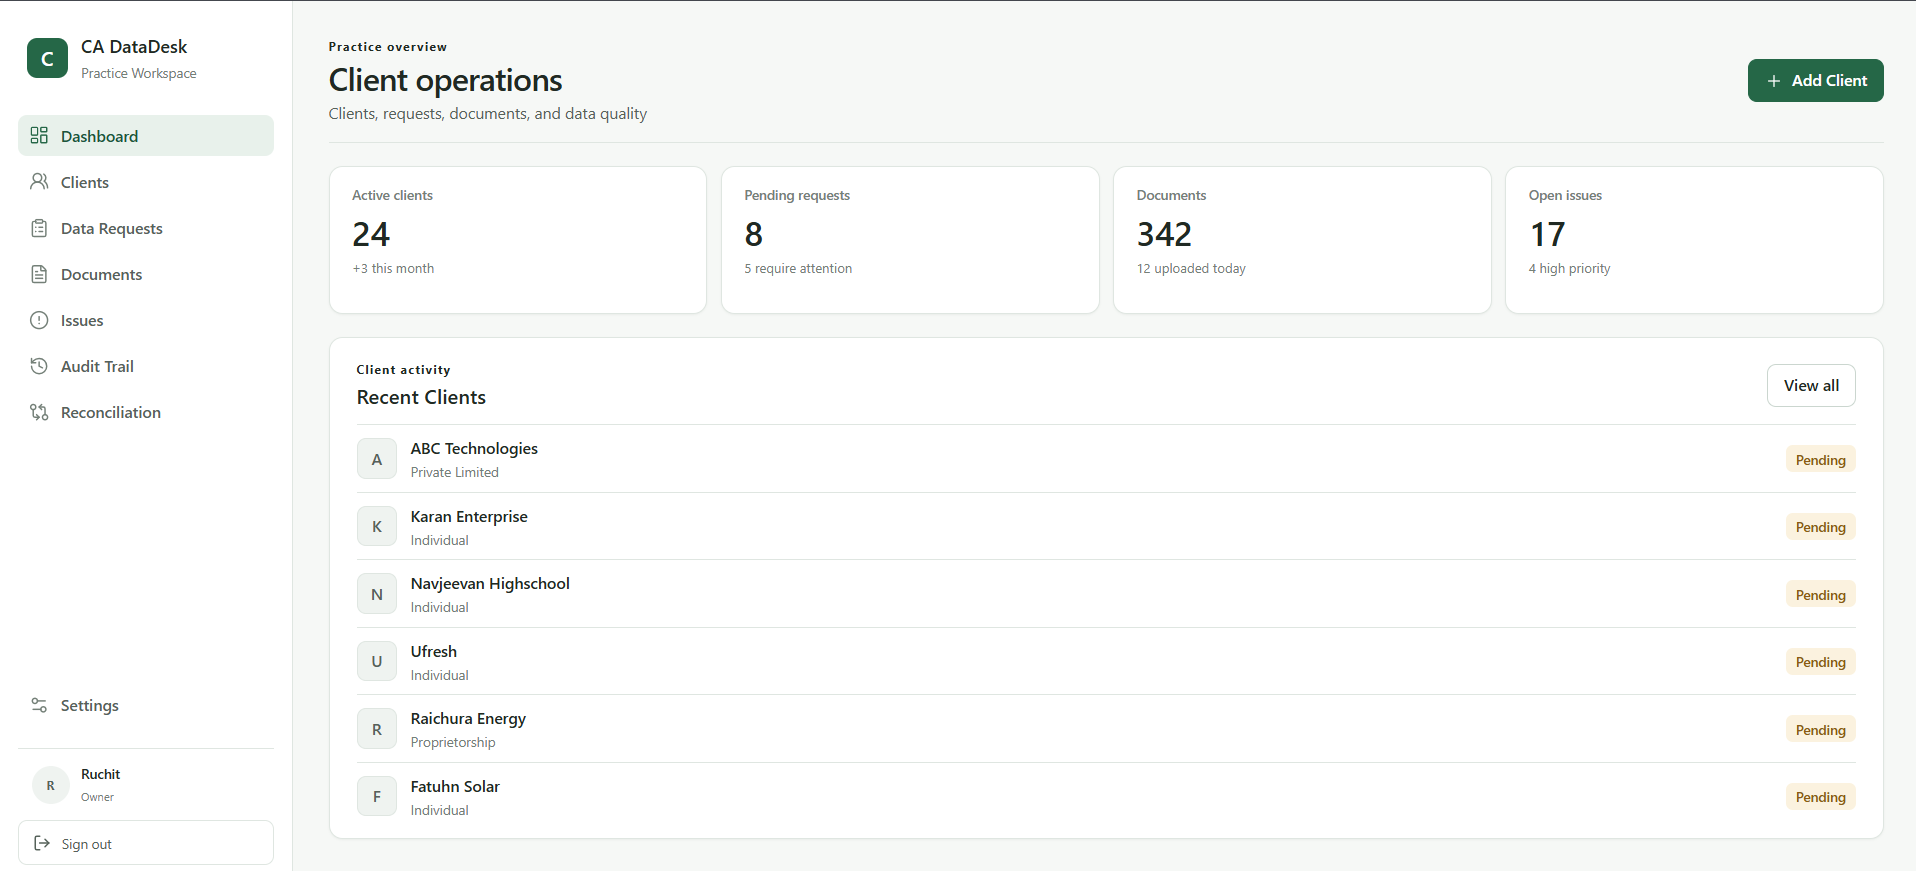 C
CA DataDesk
Practice Workspace
Dashboard
Clients
Data Requests
Documents
Issues
Audit Trail
Reconciliation
Settings
R
Ruchit
Owner
Sign out
Practice overview
Client operations
Clients, requests, documents, and data quality
+ Add Client
Active clients
24
+3 this month
Pending requests
8
5 require attention
Documents
342
12 uploaded today
Open issues
17
4 high priority
Client activity
Recent Clients
View all
A
ABC Technologies
Private Limited
Pending
K
Karan Enterprise
Individual
Pending
N
Navjeevan Highschool
Individual
Pending
U
Ufresh
Individual
Pending
R
Raichura Energy
Proprietorship
Pending
F
Fatuhn Solar
Individual
Pending